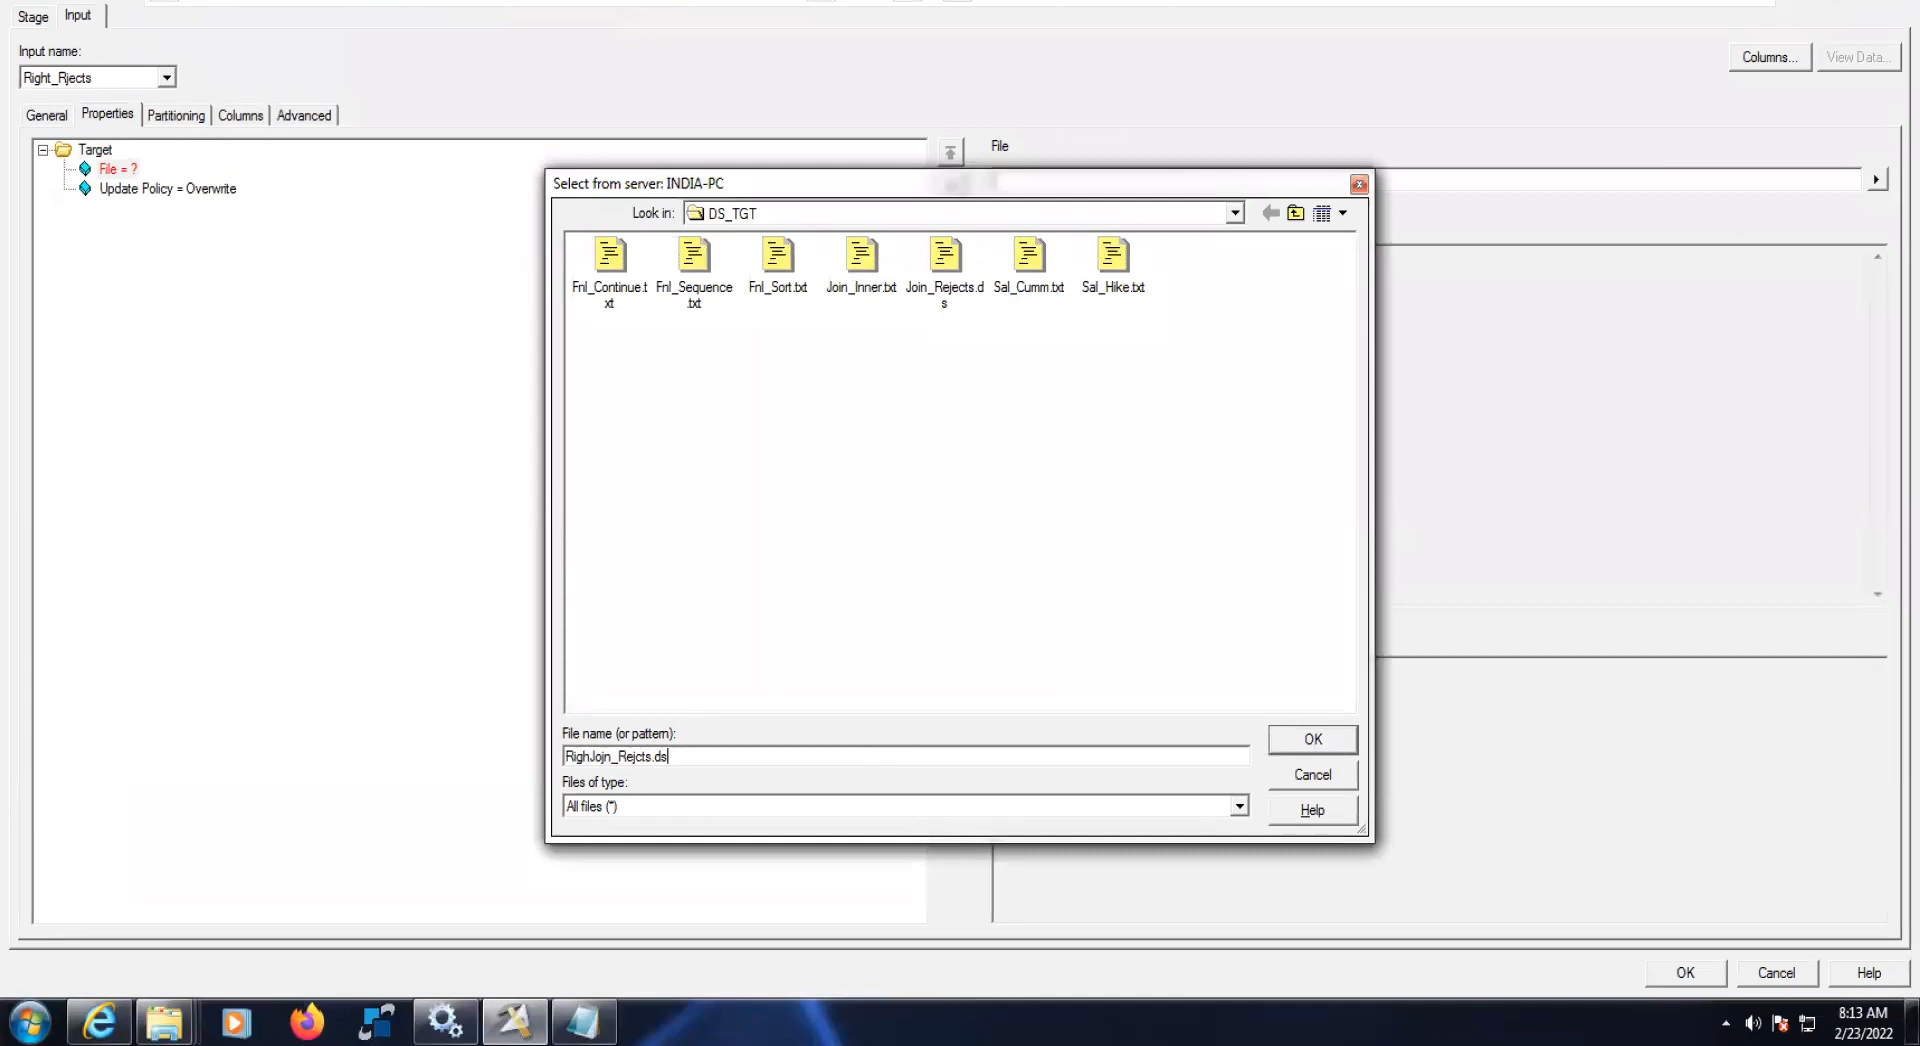 Stage
Input
Input name:
Right_Rjects
Columns...
View Data...
General
Properties
Partitioning
Columns
Advanced
Target
File = ?
Update Policy = Overwrite
File
Select from server: INDIA-PC
Look in:
DS_TGT
Fnl_Continue.t
xt
Fnl_Sequence
.txt
Fnl_Sort.txt
Join_Inner.txt
Join_Rejects.d
s
Sal_Cumm.txt
Sal_Hike.txt
File name (or pattern):
RighJojn_Rejcts.ds
Files of type:
All files (*)
OK
Cancel
Help
OK
Cancel
Help
8:13 AM
2/23/2022